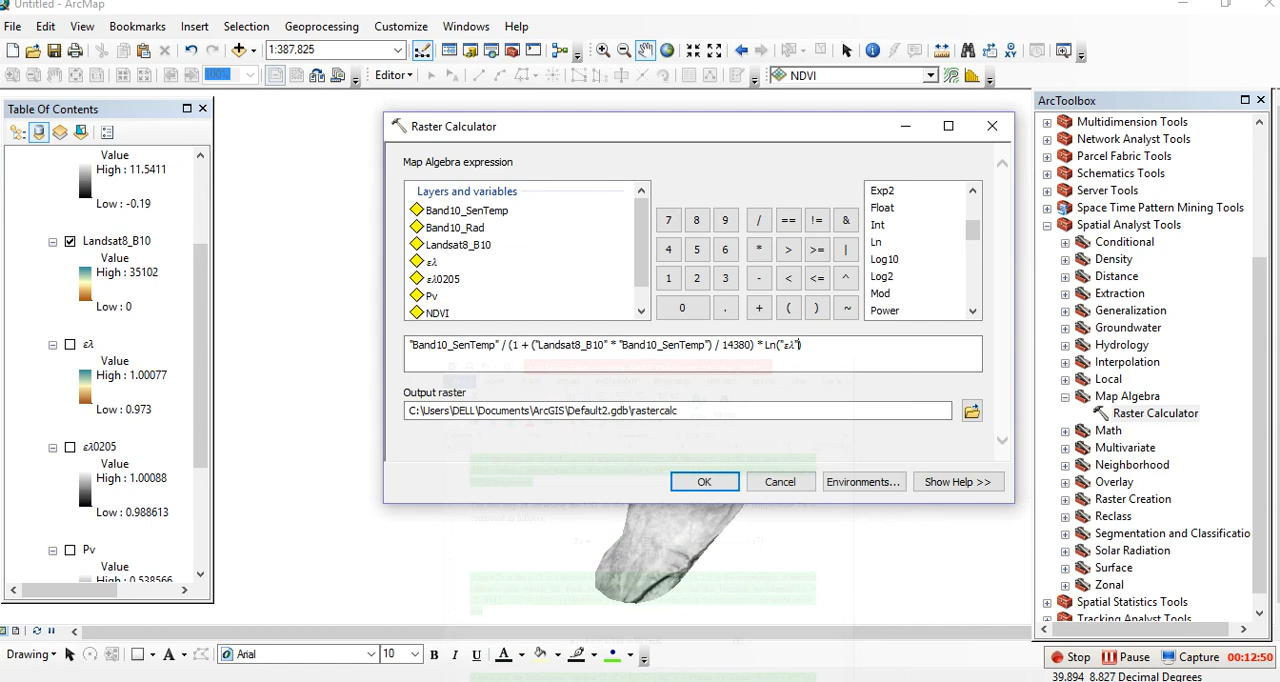 Untitled - ArcMap
File Edit View Bookmarks Insert Selection Geoprocessing Customize Windows Help
1:387,825
100%
Editor
NDVI
Table Of Contents
Value
High : 11.5411
Low : -0.19
Landsat8_B10
Value
High : 35102
Low : 0
ελ
Value
High : 1.00077
Low : 0.973
ελ0205
Value
High : 1.00088
Low : 0.988613
Pv
Value
High : 0.538566
Raster Calculator
Map Algebra expression
Layers and variables
Band10_SenTemp
Band10_Rad
Landsat8_B10
ελ
ελ0205
Pv
NDVI
7 8 9 / == != &
4 5 6 * > >= |
1 2 3 - < <= ^
0 . + ( ) ~
Exp2
Float
Int
Ln
Log10
Log2
Mod
Power
"Band10_SenTemp" / (1 + ("Landsat8_B10" * "Band10_SenTemp") / 14380) * Ln("ελ")
Output raster
C:\Users\DELL\Documents\ArcGIS\Default2.gdb\rastercalc
OK Cancel Environments... Show Help >>
ArcToolbox
Multidimension Tools
Network Analyst Tools
Parcel Fabric Tools
Schematics Tools
Server Tools
Space Time Pattern Mining Tools
Spatial Analyst Tools
Conditional
Density
Distance
Extraction
Generalization
Groundwater
Hydrology
Interpolation
Local
Map Algebra
Raster Calculator
Math
Multivariate
Neighborhood
Overlay
Raster Creation
Reclass
Segmentation and Classificatio
Solar Radiation
Surface
Zonal
Spatial Statistics Tools
Tracking Analyst Tools
Drawing
Arial
10
B I U A
Stop Pause Capture 00:12:50
39.894 8.827 Decimal Degrees